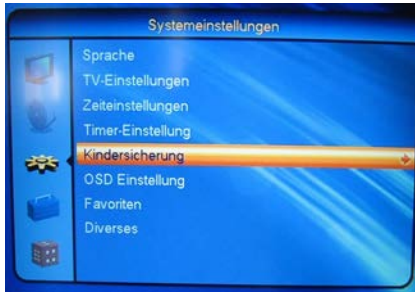 Systemeinstellungen
Sprache
TV-Einstellungen
Zeiteinstellungen
Timer-Einstellung
Kindersicherung
OSD Einstellung
Favoriten
Diverses